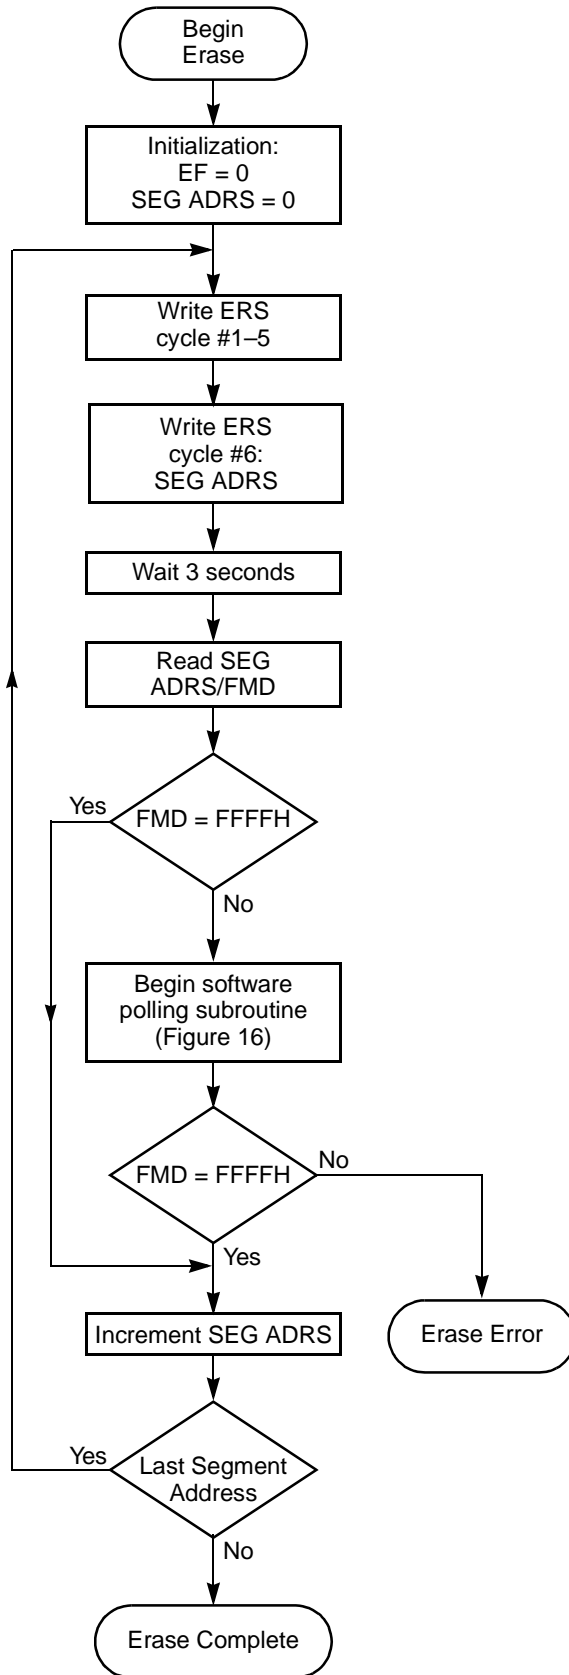 Begin
Erase
Initialization:
EF = 0
SEG ADRS = 0
Write ERS
cycle #1–5
Write ERS
cycle #6:
SEG ADRS
Wait 3 seconds
Read SEG
ADRS/FMD
Yes
FMD = FFFFH
No
Begin software
polling subroutine
(Figure 16)
FMD = FFFFH
No
Yes
Increment SEG ADRS
Erase Error
Yes
Last Segment
Address
No
Erase Complete